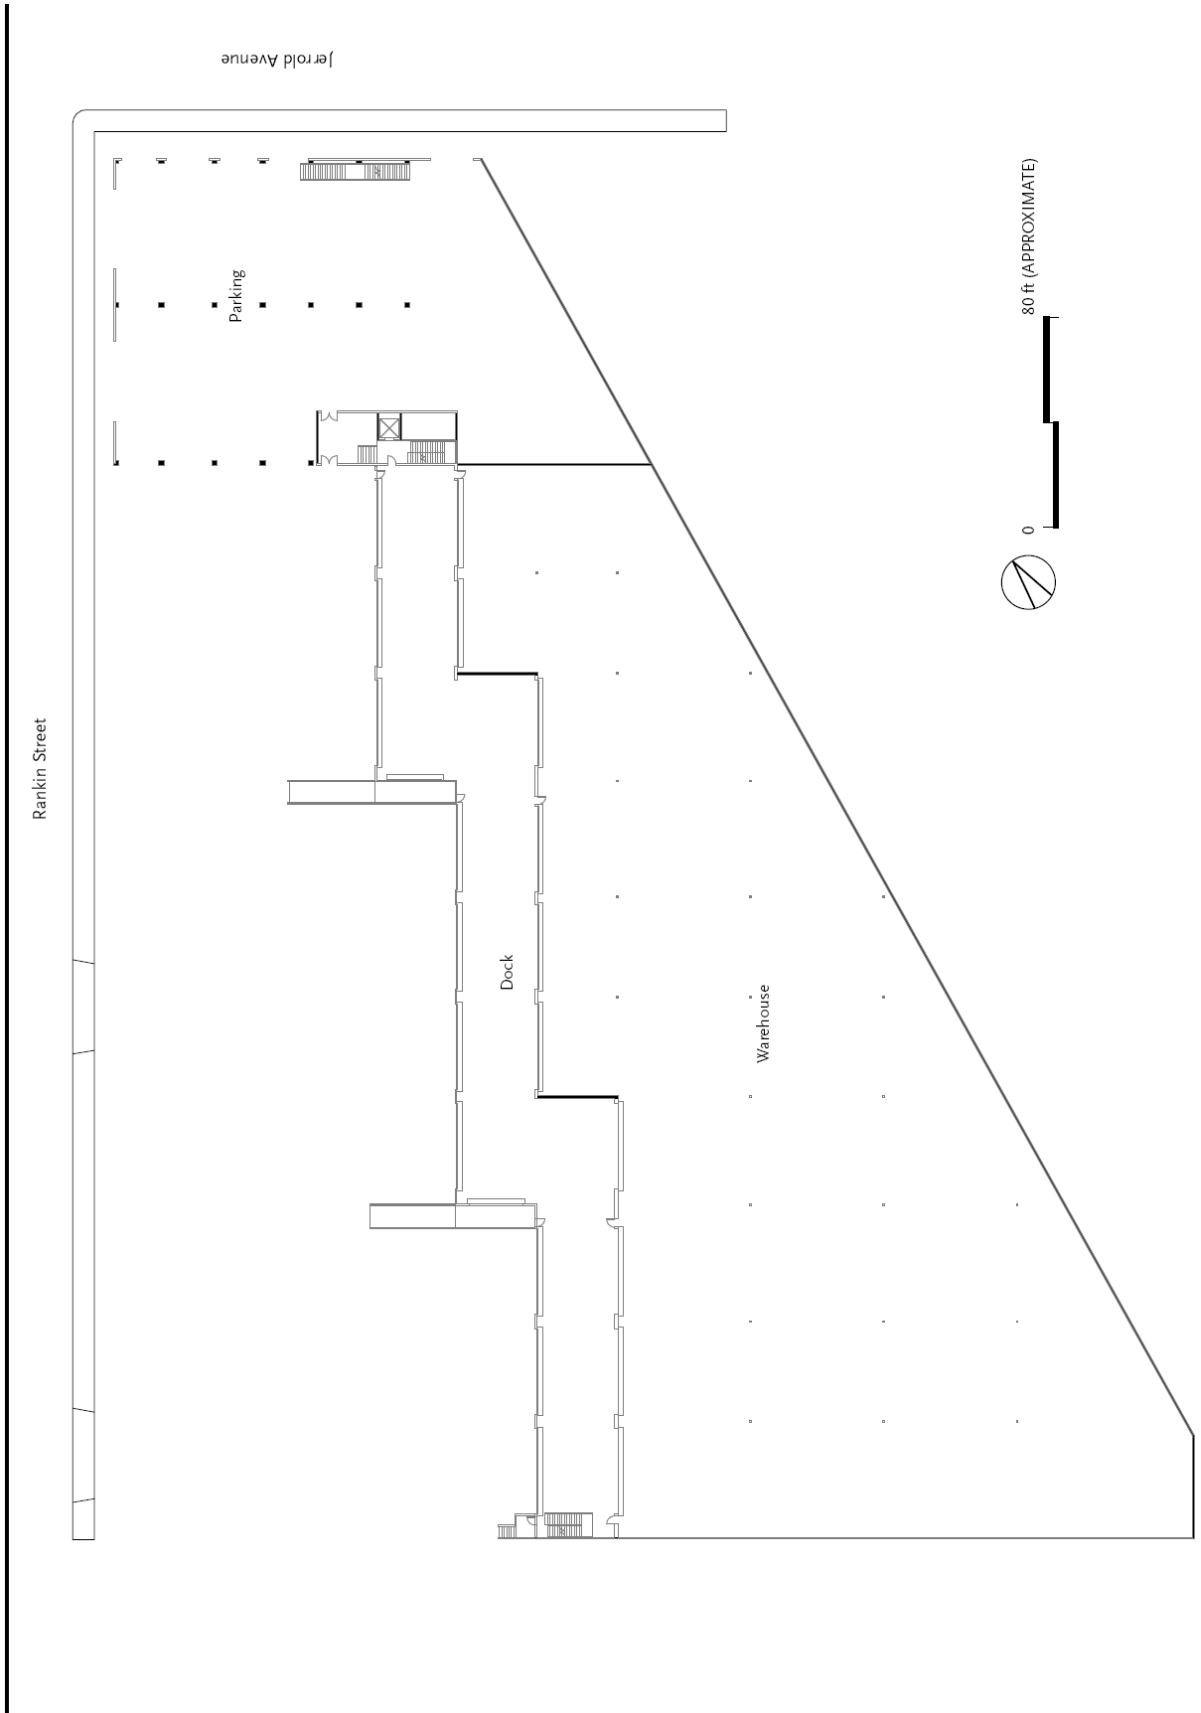 Jerrold Avenue
80 ft (APPROXIMATE)
Parking
0
Rankin Street
Dock
Warehouse